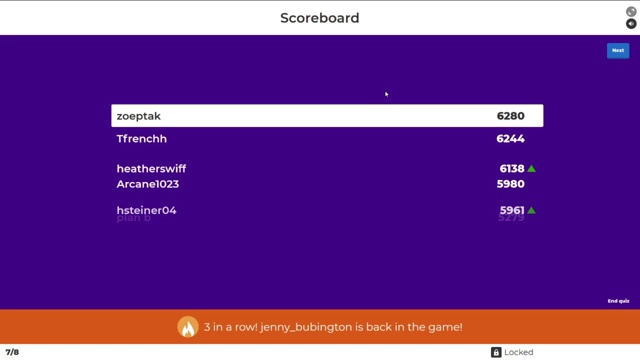 Scoreboard
Next
zoeptak 6280
Tfrenchh 6244
heatherswiff 6138
Arcane1023 5980
hsteiner04 5961
plan b 5279
End quiz
3 in a row! jenny_bubington is back in the game!
7/8 Locked